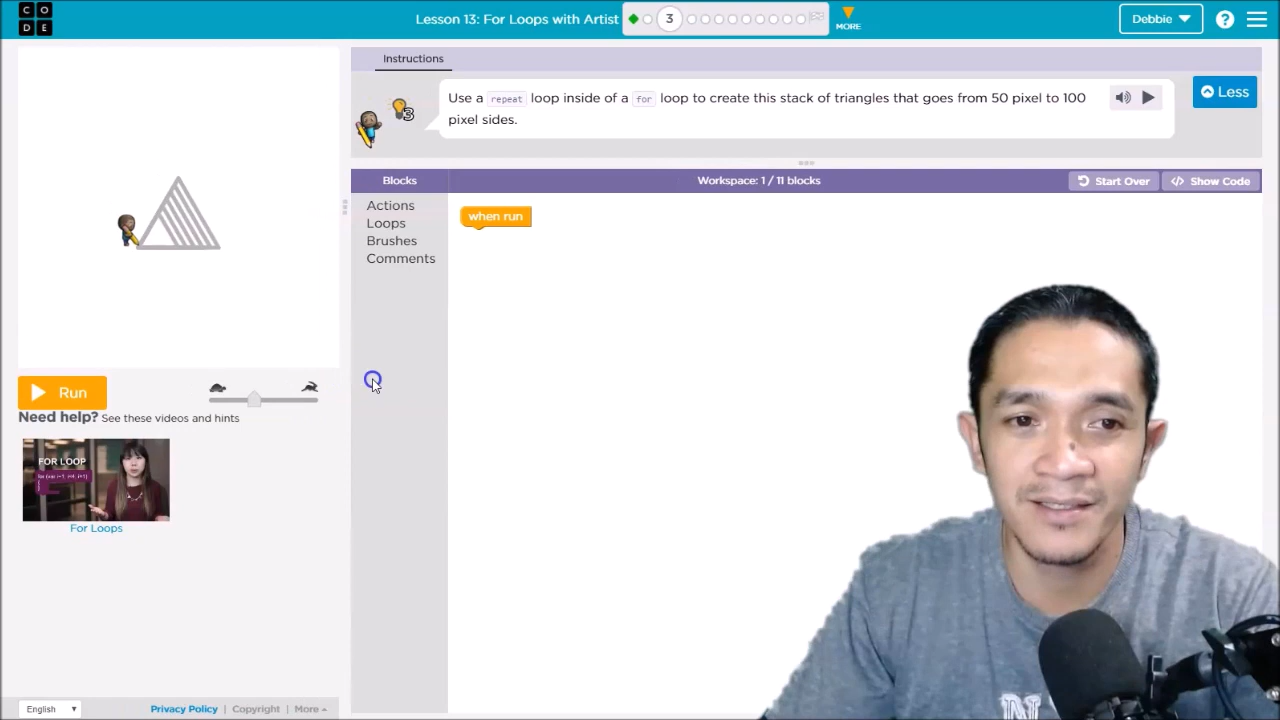 C O
D E
Lesson 13: For Loops with Artist
3
MORE
Debbie
?
Instructions
3
Use a repeat loop inside of a for loop to create this stack of triangles that goes from 50 pixel to 100
pixel sides.
Less
Blocks
Workspace: 1 / 11 blocks
Start Over
</> Show Code
Actions
Loops
Brushes
Comments
when run
Run
Need help? See these videos and hints
FOR LOOP
For Loops
English
Privacy Policy | Copyright | More
N